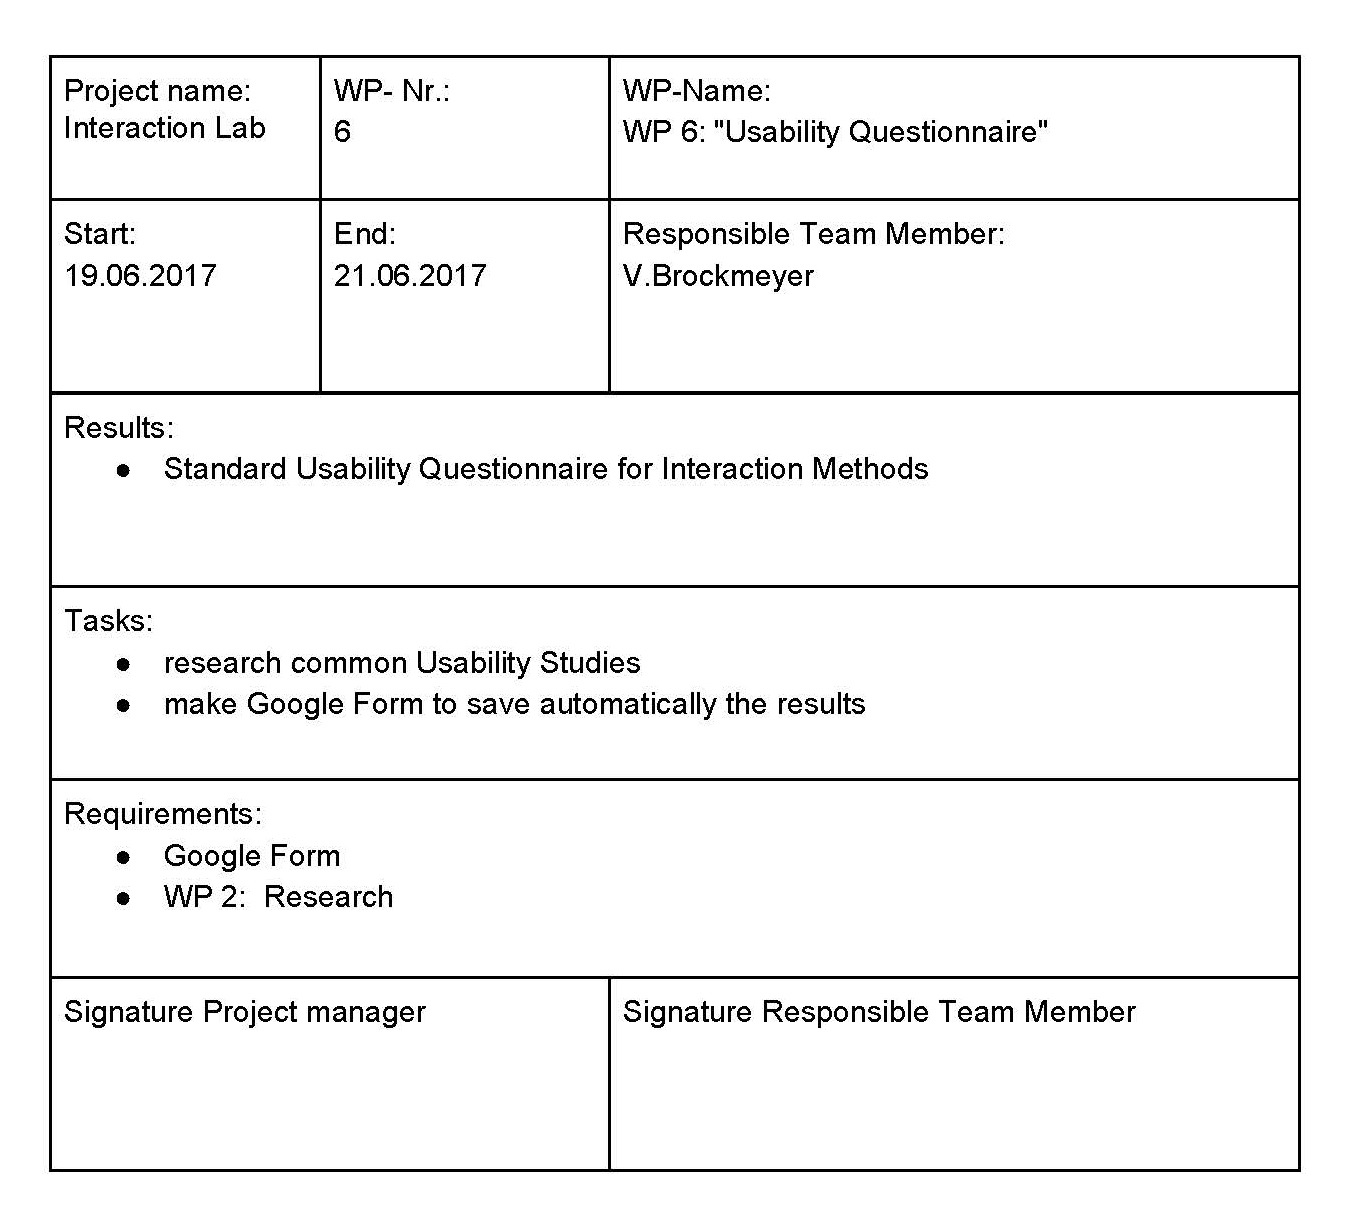 Project name:
Interaction Lab
WP- Nr.:
6
WP-Name:
WP 6: "Usability Questionnaire"
Start:
19.06.2017
End:
21.06.2017
Responsible Team Member:
V.Brockmeyer
Results:
● Standard Usability Questionnaire for Interaction Methods
Tasks:
● research common Usability Studies
● make Google Form to save automatically the results
Requirements:
● Google Form
● WP 2:  Research
Signature Project manager
Signature Responsible Team Member